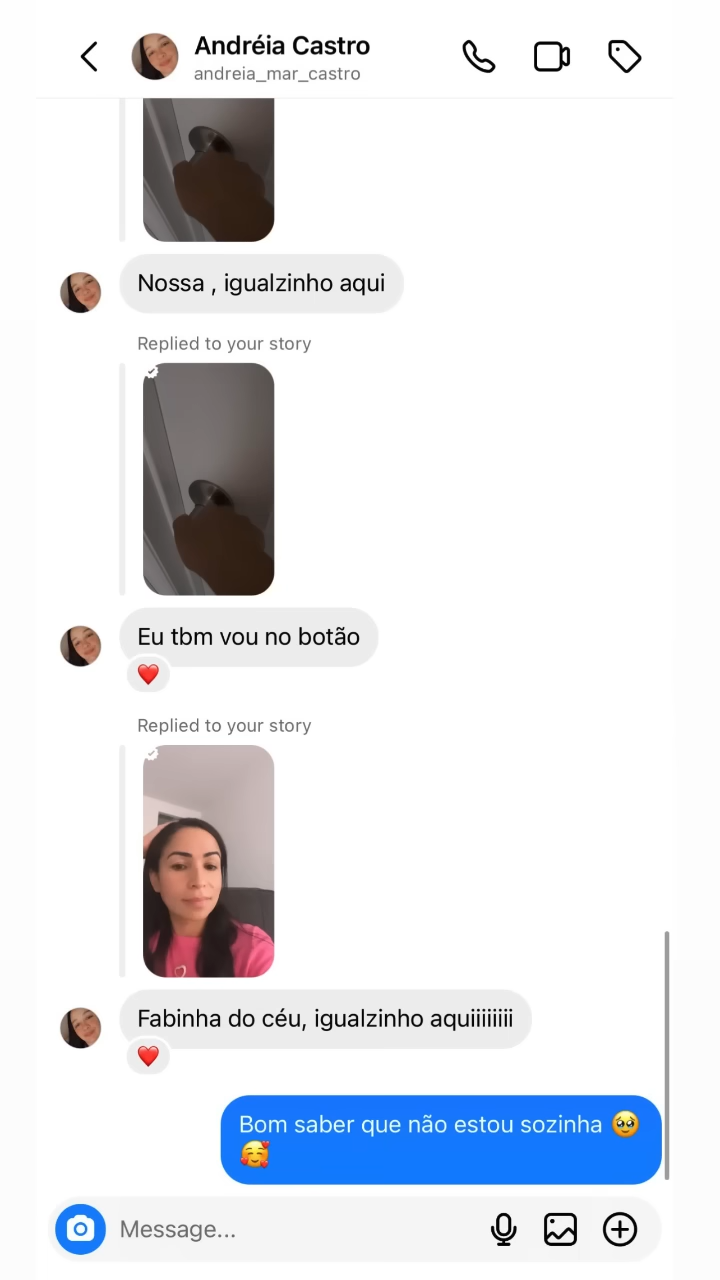 Andréia Castro
andreia_mar_castro
Nossa , igualzinho aqui
Replied to your story
Eu tbm vou no botão
❤️
Replied to your story
Fabinha do céu, igualzinho aquiiiiiiiii
❤️
Bom saber que não estou sozinha 🥹
🥰
Message...